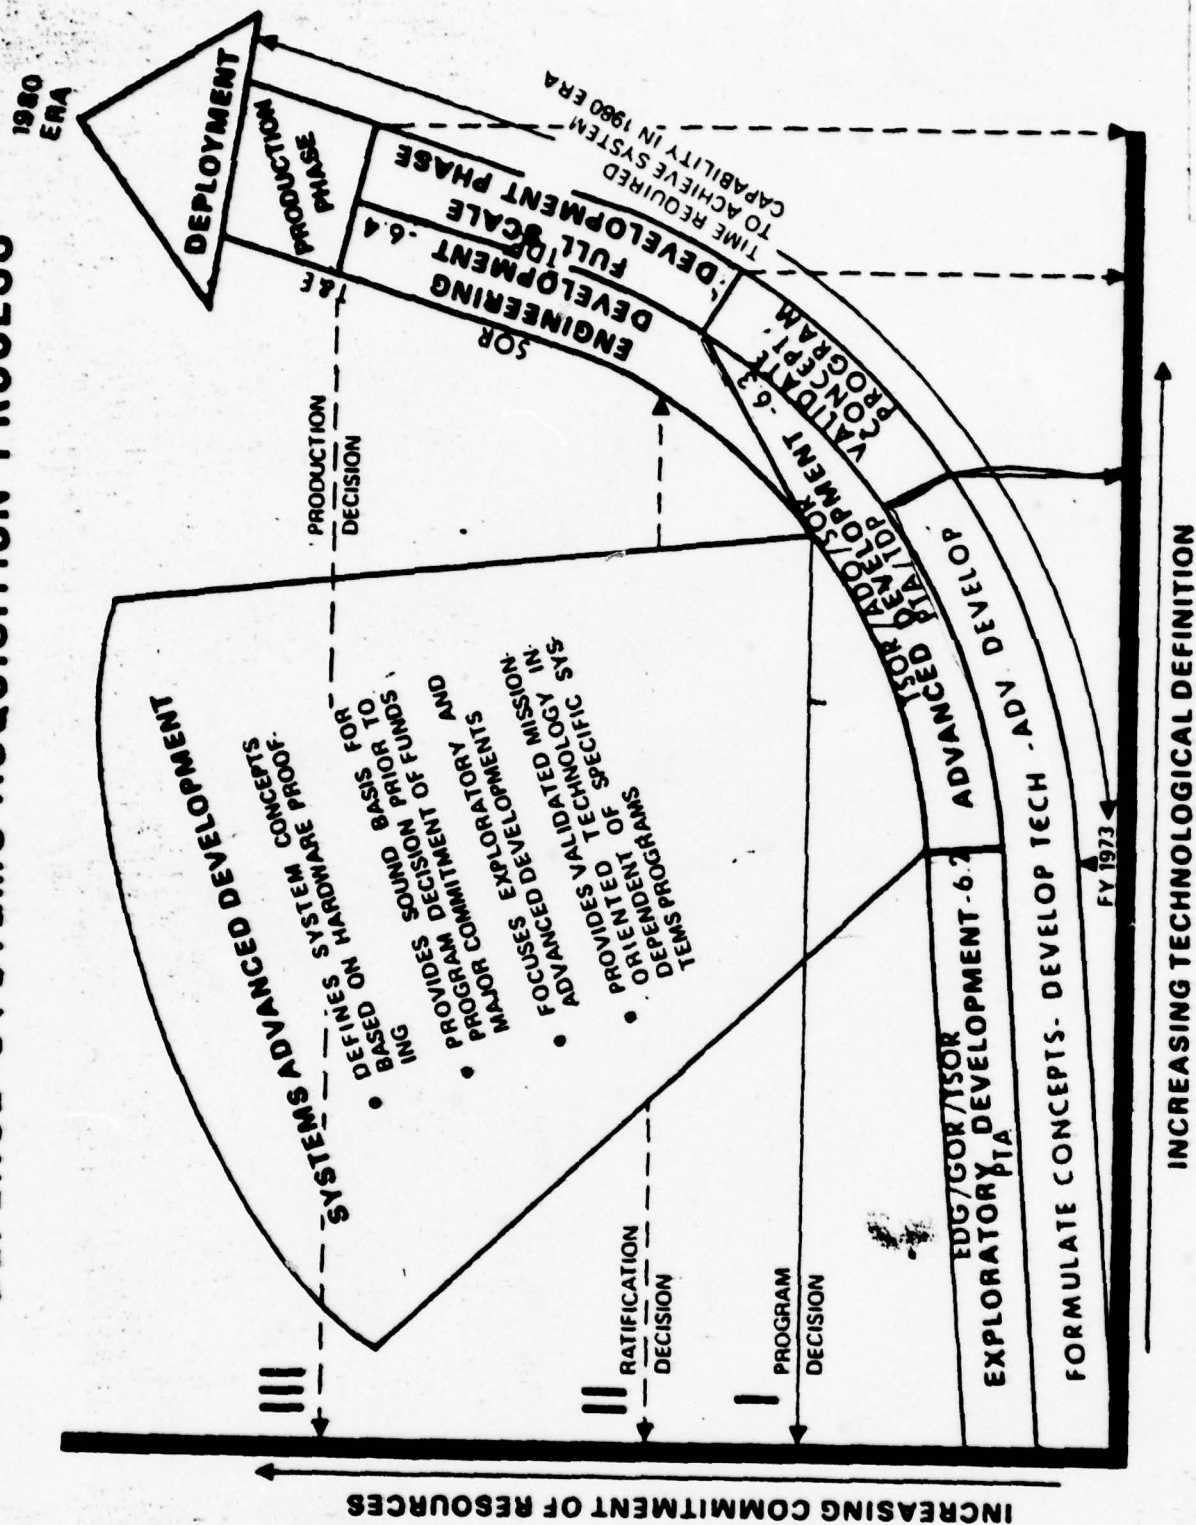 1980
ERA
DEPLOYMENT
PRODUCTION
PHASE
T&E
FULL SCALE
DEVELOPMENT PHASE
TDP
ENGINEERING
DEVELOPMENT -6.4
SOR
TIME REQUIRED
TO ACHIEVE SYSTEM
CAPABILITY IN 1980 ERA
VALIDATE
CONCEPT
PROGRAM
TSOR/ADO/SOR
ADVANCED DEVELOPMENT -6.3
PTA/TDP
SYSTEMS ADVANCED DEVELOPMENT
• DEFINES SYSTEM CONCEPTS
BASED ON HARDWARE PROOF-
ING
• PROVIDES SOUND BASIS FOR
PROGRAM DECISION PRIOR TO
MAJOR COMMITMENT OF FUNDS
• FOCUSES EXPLORATORY AND
ADVANCED DEVELOPMENTS
• PROVIDES VALIDATED MISSION-
ORIENTED TECHNOLOGY IN-
DEPENDENT OF SPECIFIC SYS-
TEMS PROGRAMS
PRODUCTION
DECISION
III
II
RATIFICATION
DECISION
I
PROGRAM
DECISION
EDG/GOR/TSOR
EXPLORATORY DEVELOPMENT-6.2
PTA
FORMULATE CONCEPTS- DEVELOP TECH -ADV DEVELOP
FY 1973
INCREASING COMMITMENT OF RESOURCES
INCREASING TECHNOLOGICAL DEFINITION